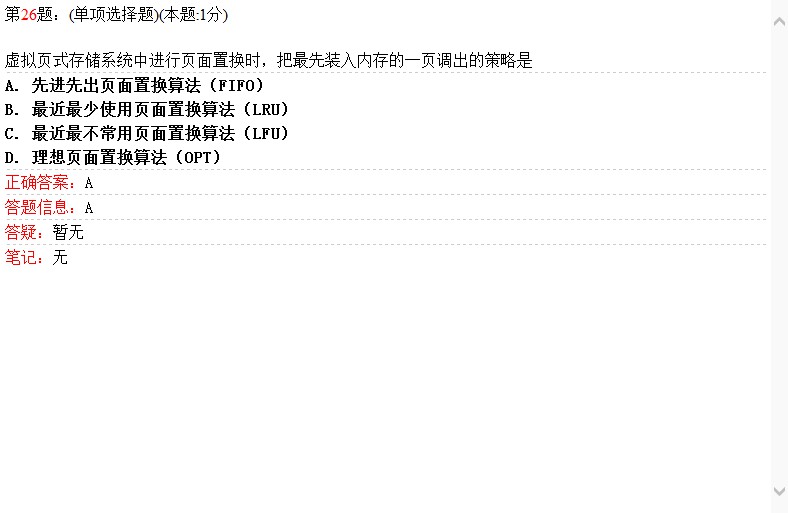 第26题：(单项选择题)(本题:1分)
虚拟页式存储系统中进行页面置换时，把最先装入内存的一页调出的策略是
A. 先进先出页面置换算法（FIFO）
B. 最近最少使用页面置换算法（LRU）
C. 最近最不常用页面置换算法（LFU）
D. 理想页面置换算法（OPT）
正确答案：A
答题信息：A
答疑：暂无
笔记：无